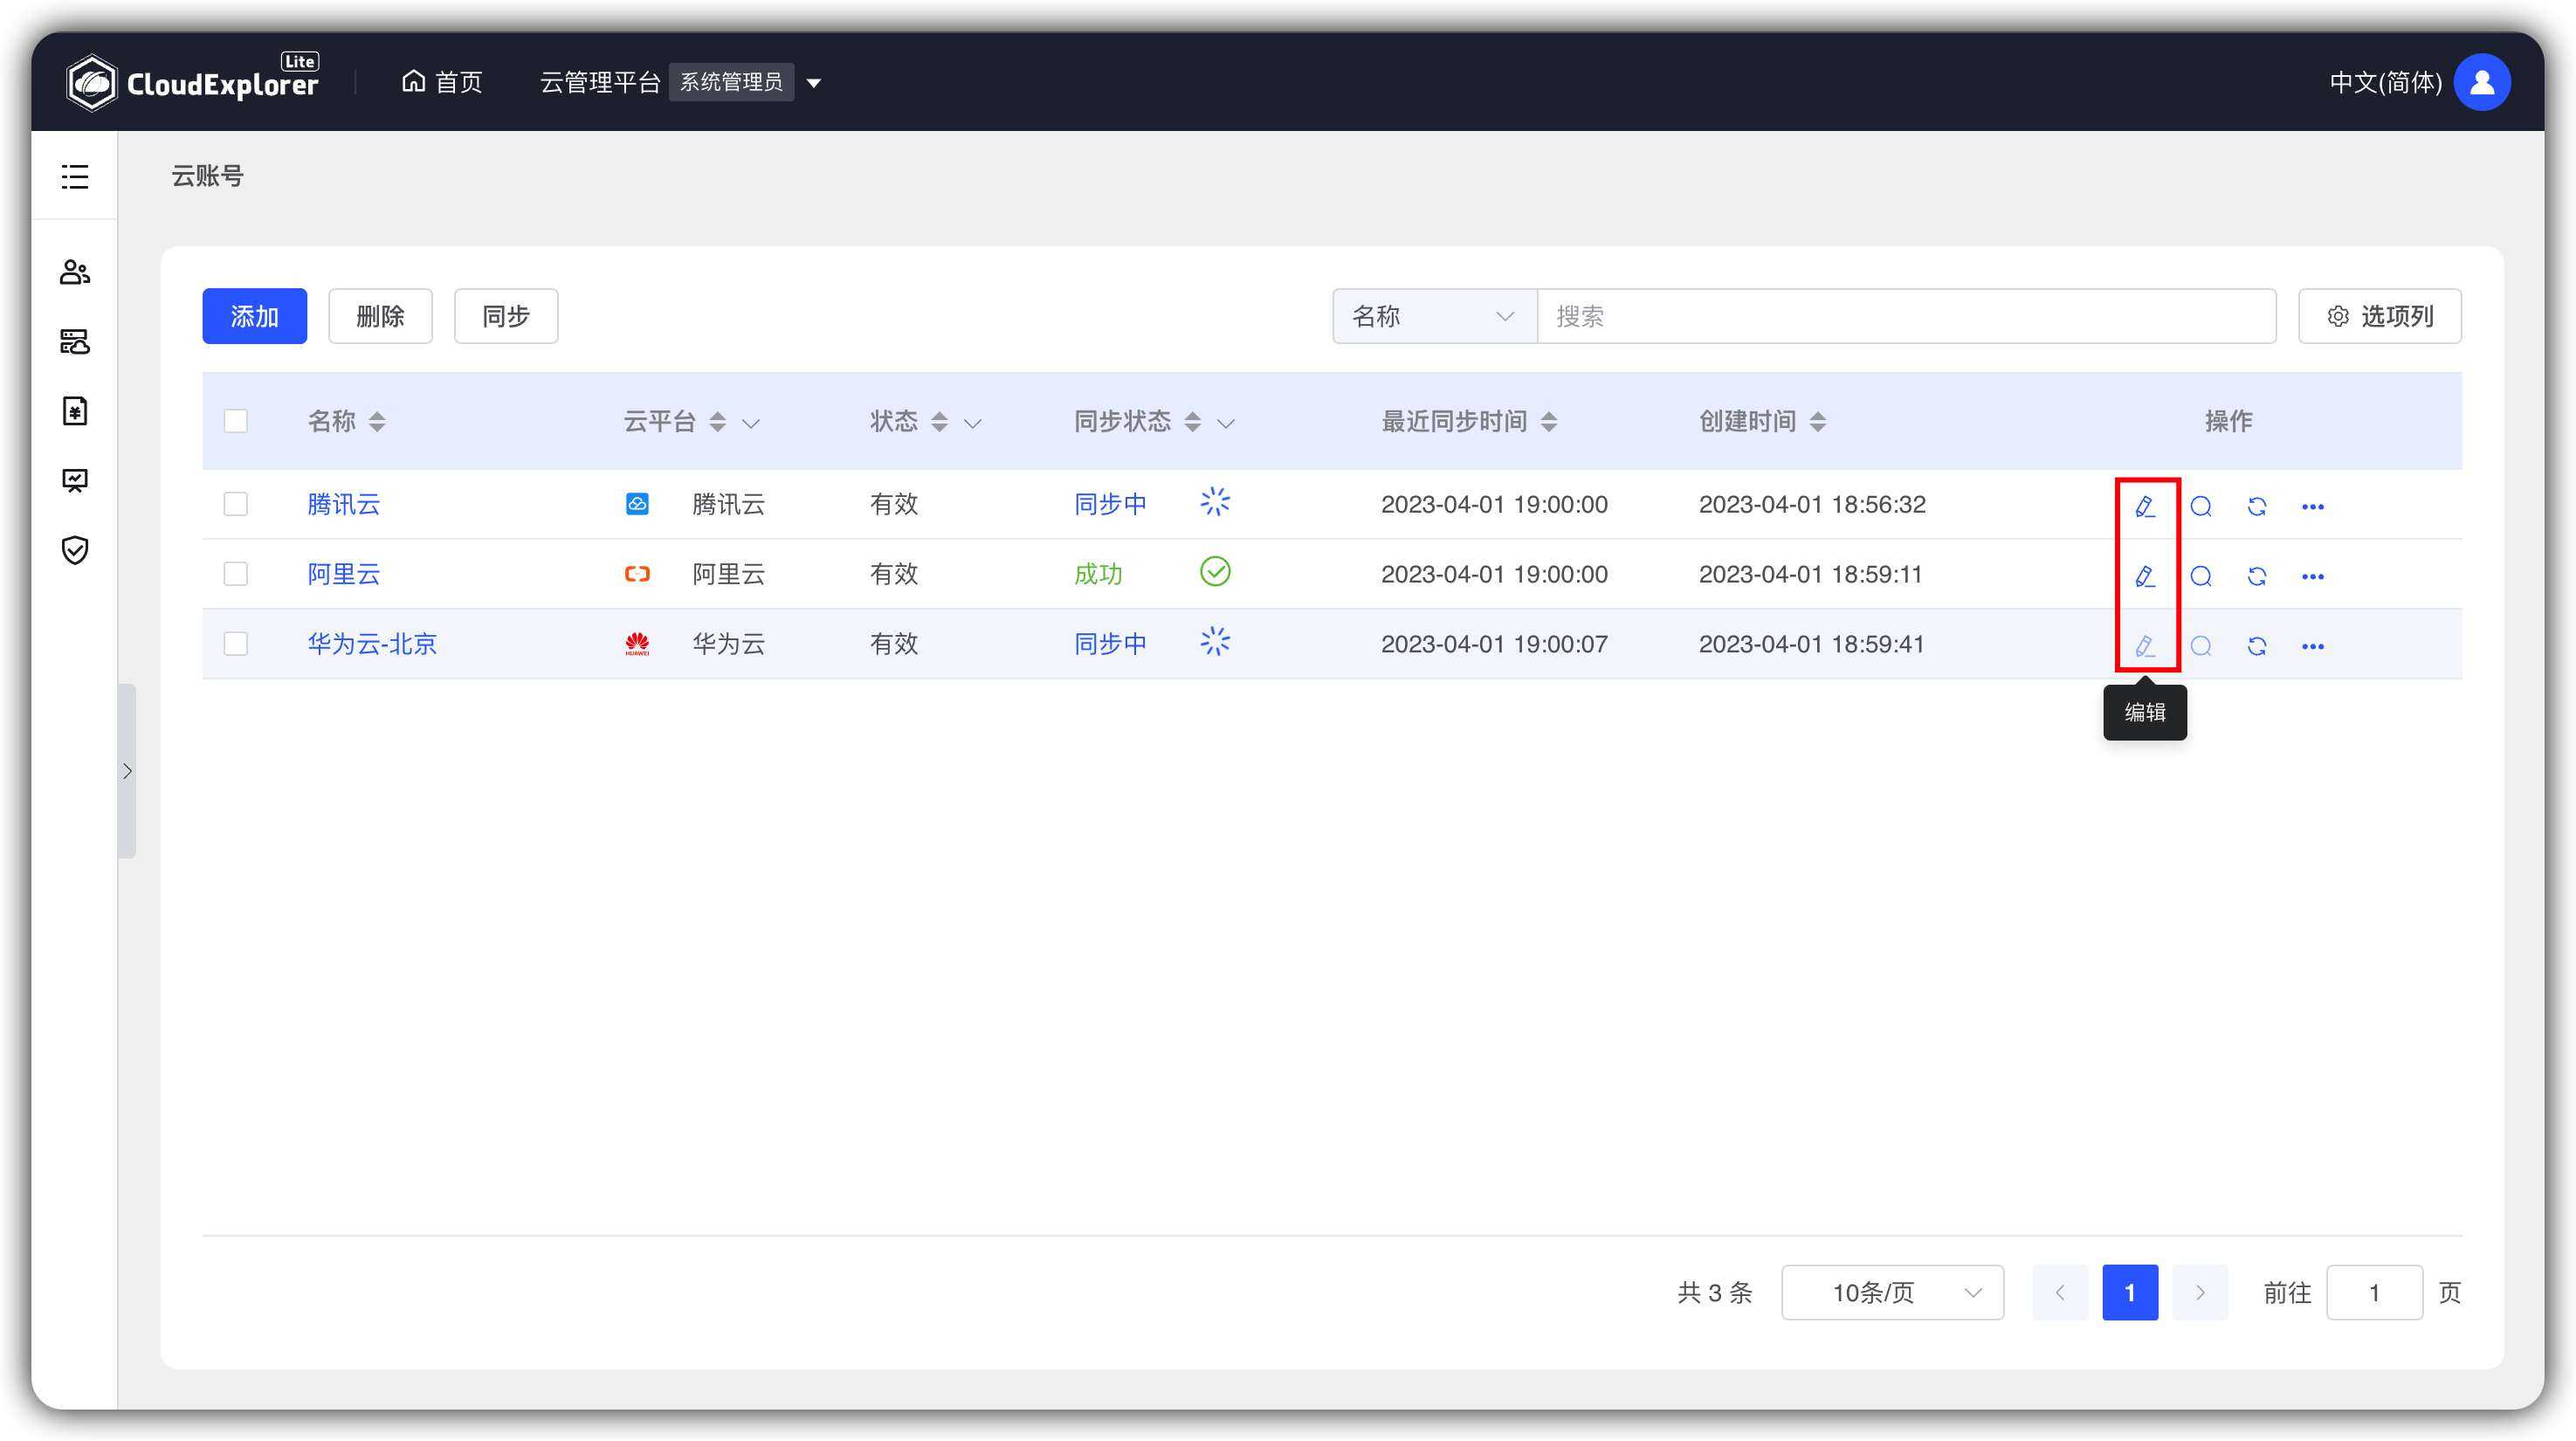 CloudExplorer Lite 首页 云管理平台 系统管理员 中文(简体)
云账号
添加 删除 同步 名称 搜索 选项列
名称 云平台 状态 同步状态 最近同步时间 创建时间 操作
腾讯云 腾讯云 有效 同步中 2023-04-01 19:00:00 2023-04-01 18:56:32
阿里云 阿里云 有效 成功 2023-04-01 19:00:00 2023-04-01 18:59:11
华为云-北京 HUAWEI 华为云 有效 同步中 2023-04-01 19:00:07 2023-04-01 18:59:41
编辑
共 3 条 10条/页 1 前往 1 页